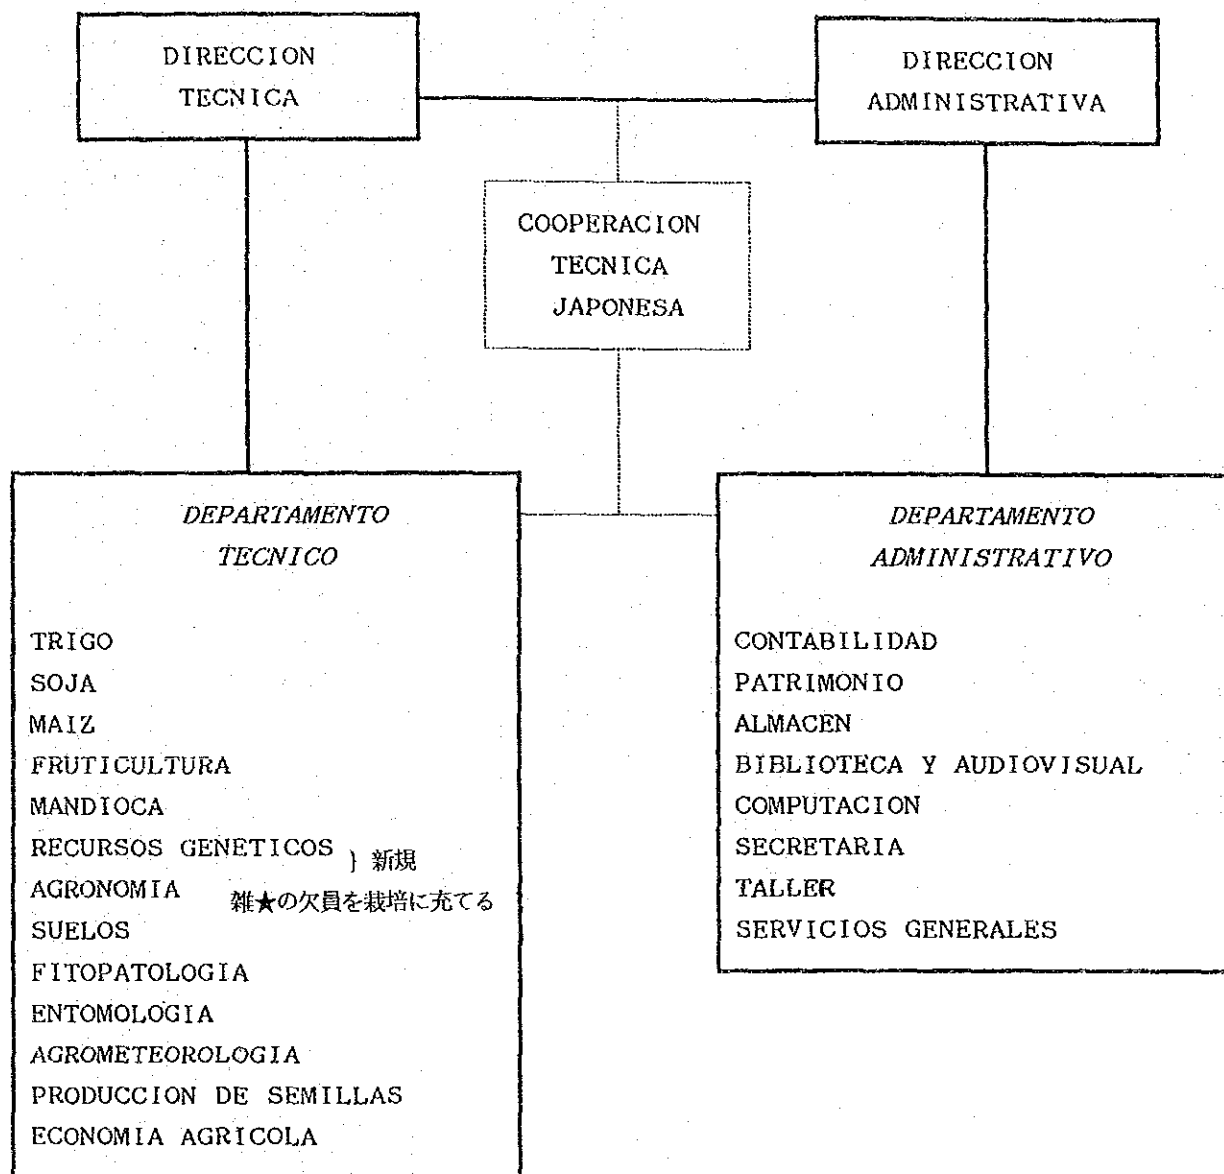 DIRECCION
TECNICA
DIRECCION
ADMINISTRATIVA
COOPERACION
TECNICA
JAPONESA
DEPARTAMENTO
TECNICO
TRIGO
SOJA
MAIZ
FRUTICULTURA
MANDIOCA
RECURSOS GENETICOS } 新規
AGRONOMIA 雑★の欠員を栽培に充てる
SUELOS
FITOPATOLOGIA
ENTOMOLOGIA
AGROMETEOROLOGIA
PRODUCCION DE SEMILLAS
ECONOMIA AGRICOLA
DEPARTAMENTO
ADMINISTRATIVO
CONTABILIDAD
PATRIMONIO
ALMACEN
BIBLIOTECA Y AUDIOVISUAL
COMPUTACION
SECRETARIA
TALLER
SERVICIOS GENERALES